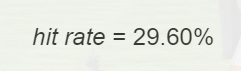 hit rate = 29.60%